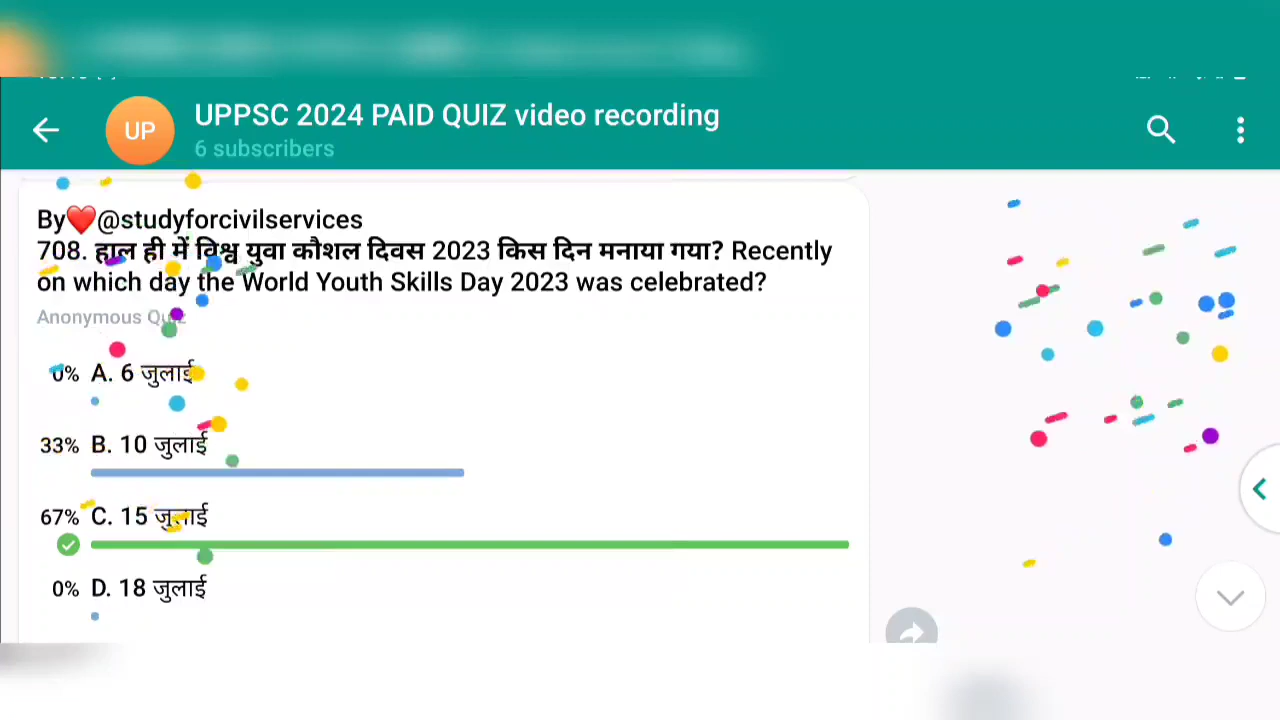 UP
UPPSC 2024 PAID QUIZ video recording
6 subscribers
By❤️@studyforcivilservices
708. हाल ही में विश्व युवा कौशल दिवस 2023 किस दिन मनाया गया? Recently
on which day the World Youth Skills Day 2023 was celebrated?
Anonymous Quiz
0% A. 6 जुलाई
33% B. 10 जुलाई
67% C. 15 जुलाई
0% D. 18 जुलाई